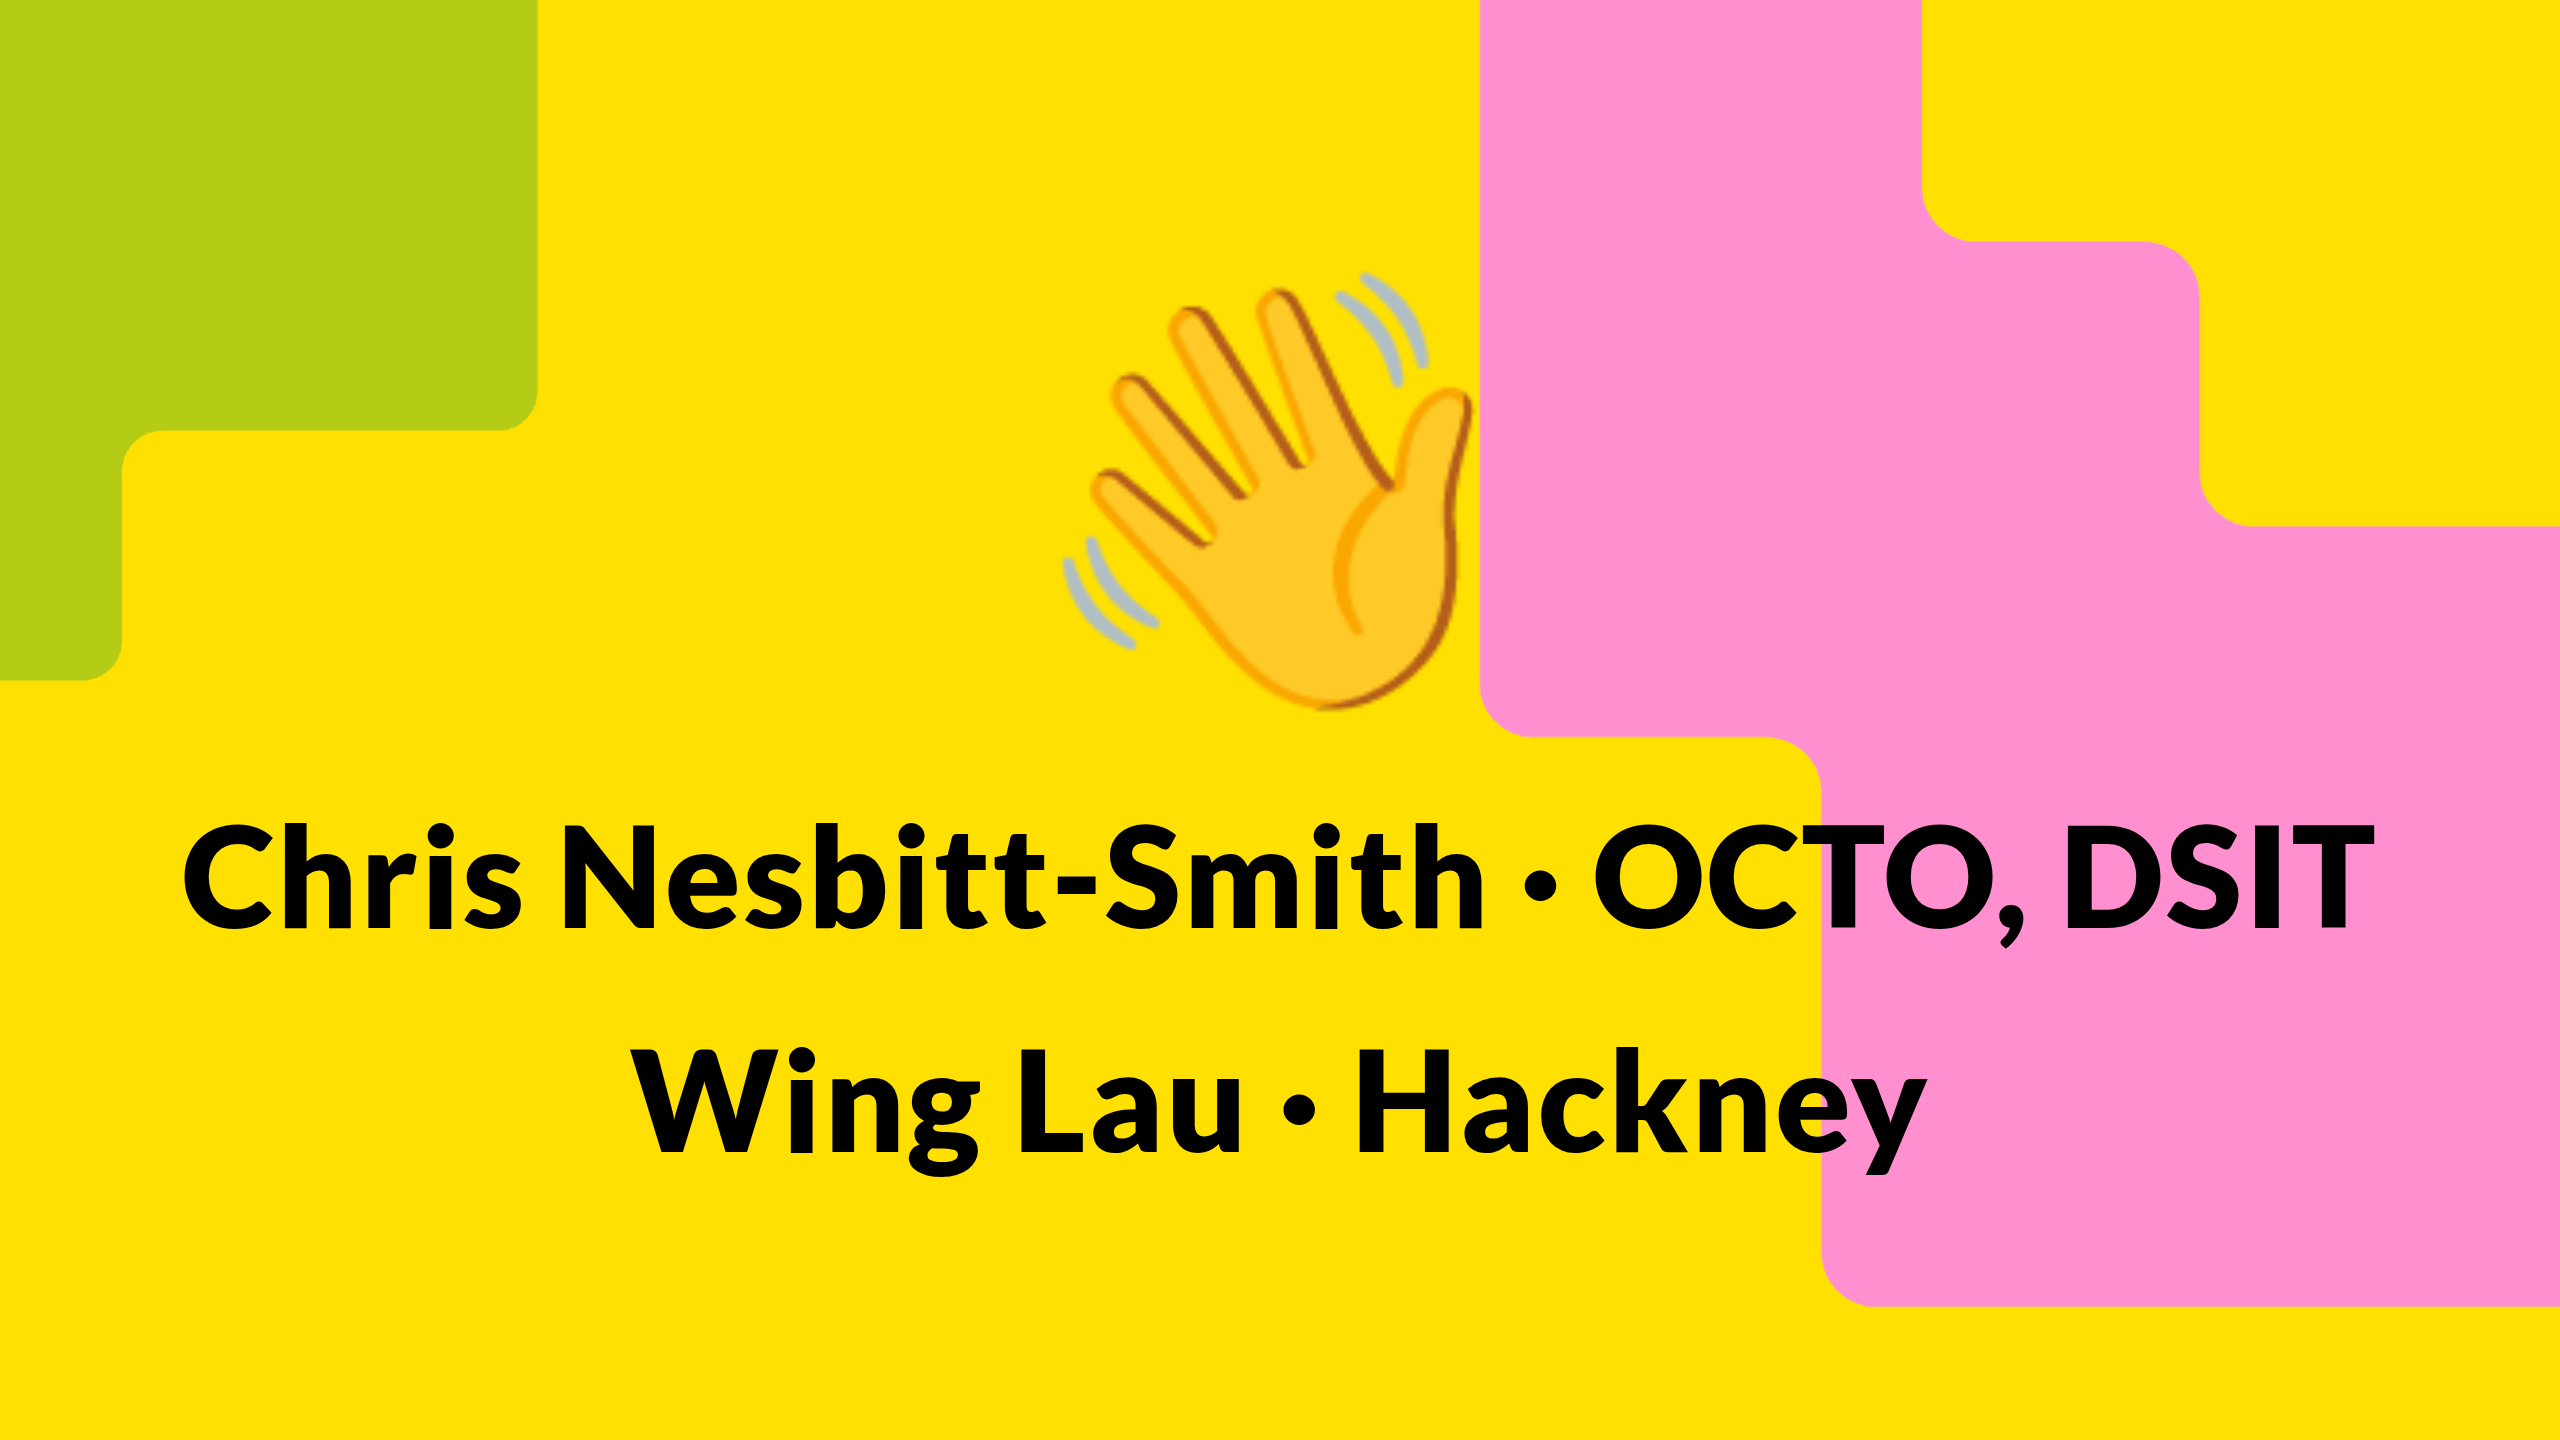 Chris Nesbitt-Smith • OCTO, DSIT
Wing Lau • Hackney